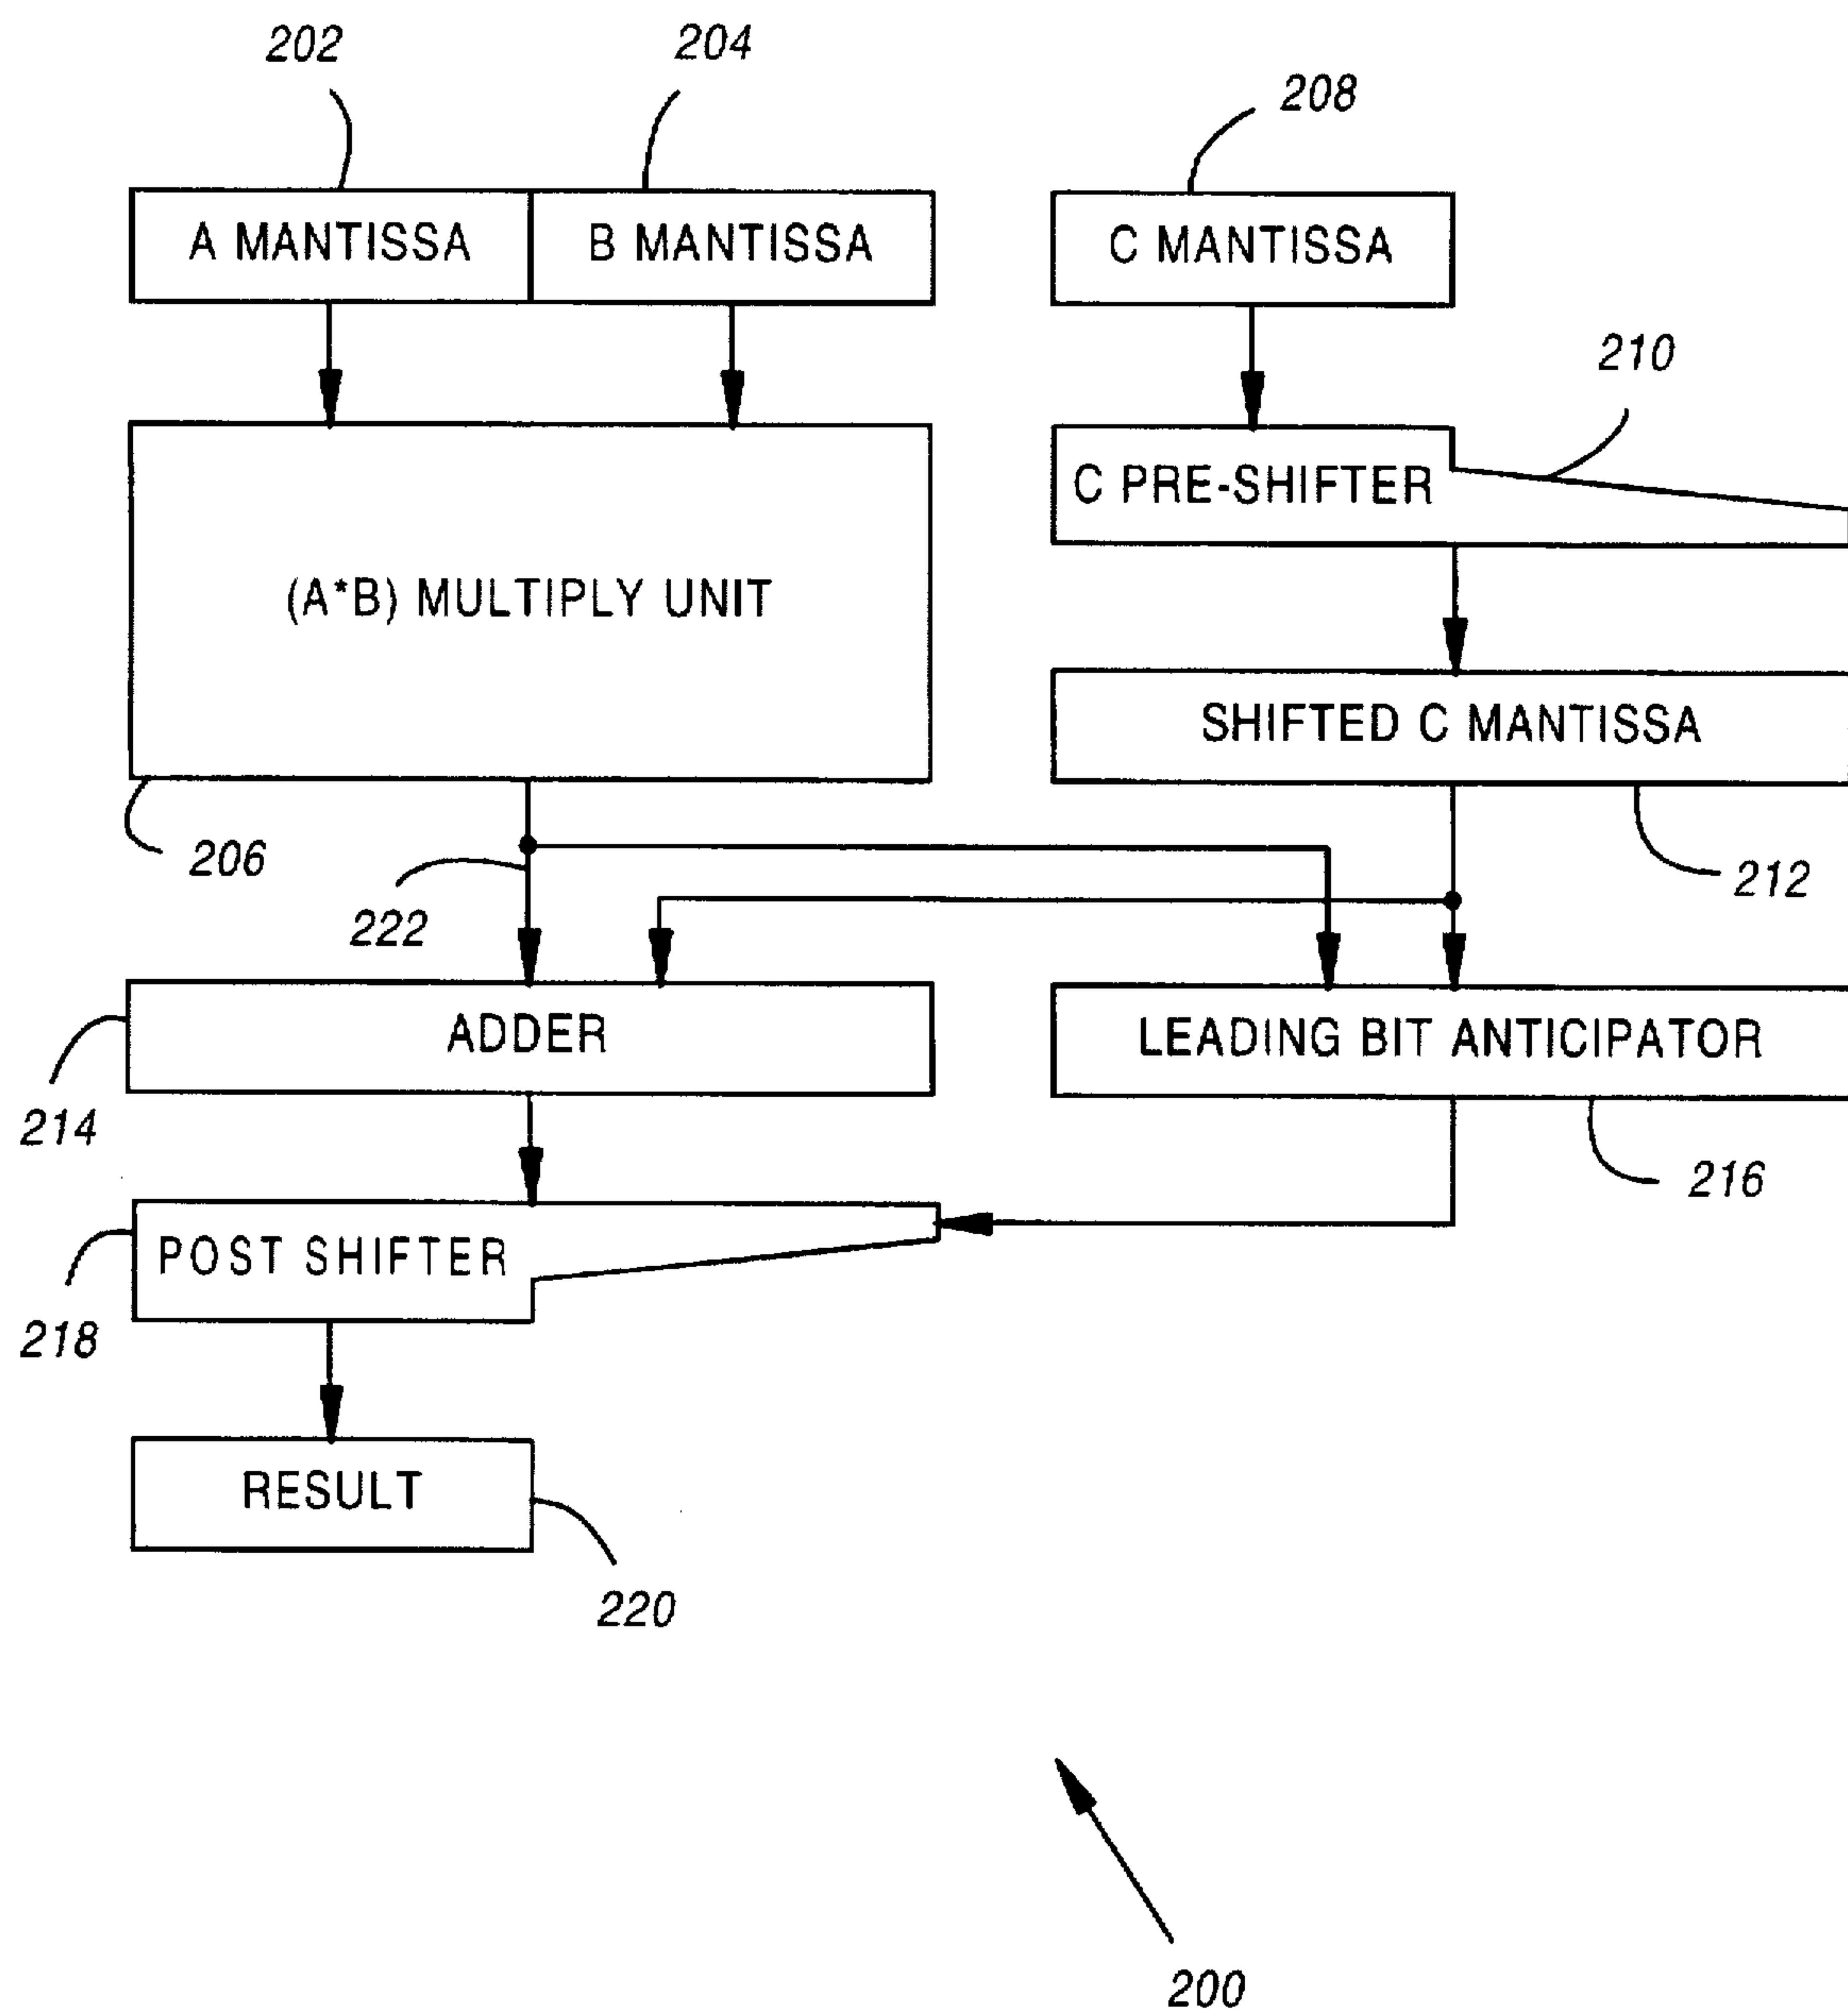 202
204
208
A MANTISSA
B MANTISSA
C MANTISSA
210
C PRE-SHIFTER
(A*B) MULTIPLY UNIT
SHIFTED C MANTISSA
206
212
222
ADDER
LEADING BIT ANTICIPATOR
214
216
POST SHIFTER
218
RESULT
220
200